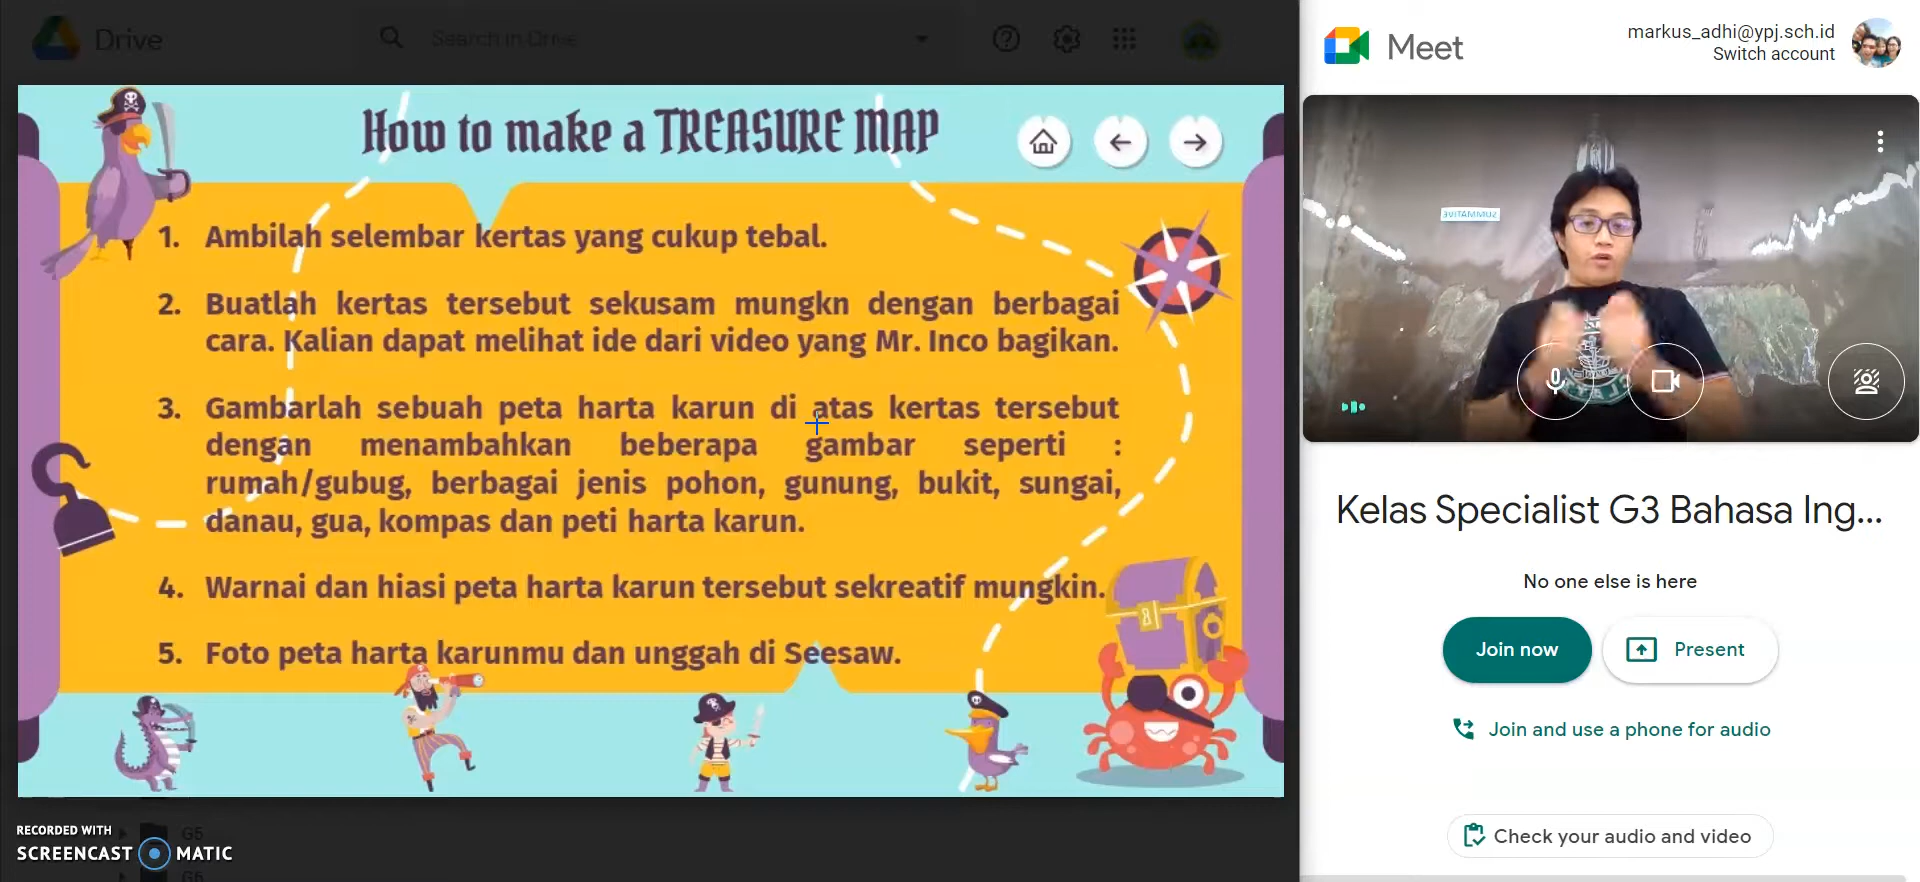 Drive
Search in Drive
How to make a TREASURE MAP
1. Ambilah selembar kertas yang cukup tebal.
2. Buatlah kertas tersebut sekusam mungkn dengan berbagai
cara. Kalian dapat melihat ide dari video yang Mr. Inco bagikan.
3. Gambarlah sebuah peta harta karun di atas kertas tersebut
dengan menambahkan beberapa gambar seperti :
rumah/gubug, berbagai jenis pohon, gunung, bukit, sungai,
danau, gua, kompas dan peti harta karun.
4. Warnai dan hiasi peta harta karun tersebut sekreatif mungkin.
5. Foto peta harta karunmu dan unggah di Seesaw.
G5
RECORDED WITH
SCREENCAST MATIC
G6
Meet
markus_adhi@ypj.sch.id
Switch account
SUMMATIVE
Kelas Specialist G3 Bahasa Ing...
No one else is here
Join now
Present
Join and use a phone for audio
Check your audio and video